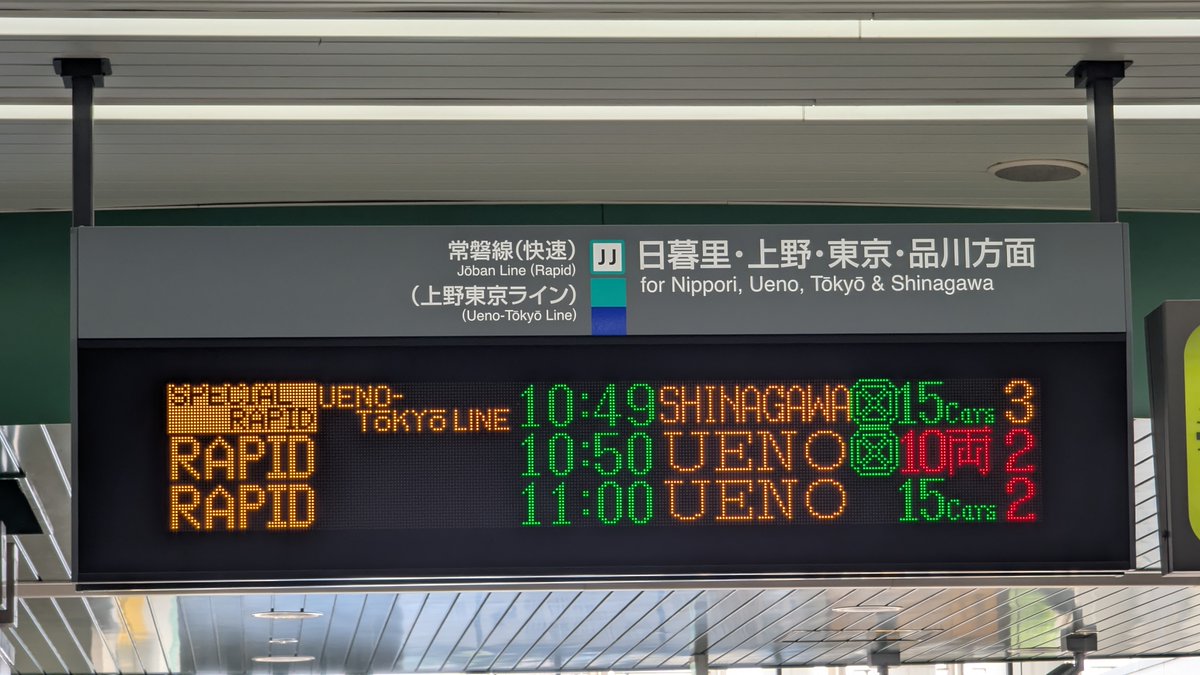 常磐線(快速)
Jōban Line (Rapid)
(上野東京ライン)
(Ueno-Tōkyō Line)
JJ
日暮里・上野・東京・品川方面
for Nippori, Ueno, Tōkyō & Shinagawa
SPECIAL RAPID UENO-TŌKYŌ LINE 10:49 SHINAGAWA 15Cars 3
RAPID 10:50 UENO 10両 2
RAPID 11:00 UENO 15Cars 2